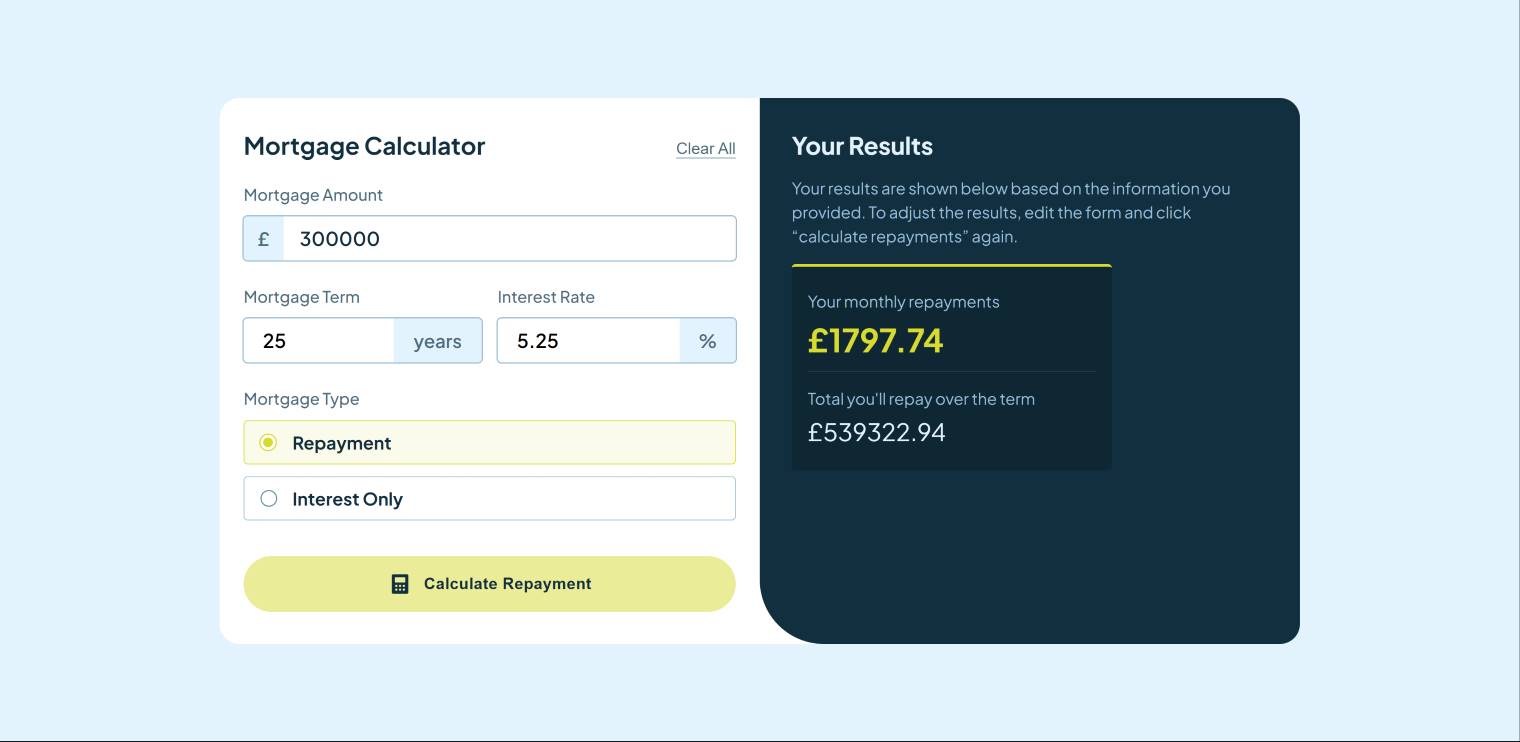 Mortgage Calculator
Clear All
Mortgage Amount
£ 300000
Mortgage Term
25 years
Interest Rate
5.25 %
Mortgage Type
Repayment
Interest Only
Calculate Repayment
Your Results
Your results are shown below based on the information you
provided. To adjust the results, edit the form and click
“calculate repayments” again.
Your monthly repayments
£1797.74
Total you'll repay over the term
£539322.94